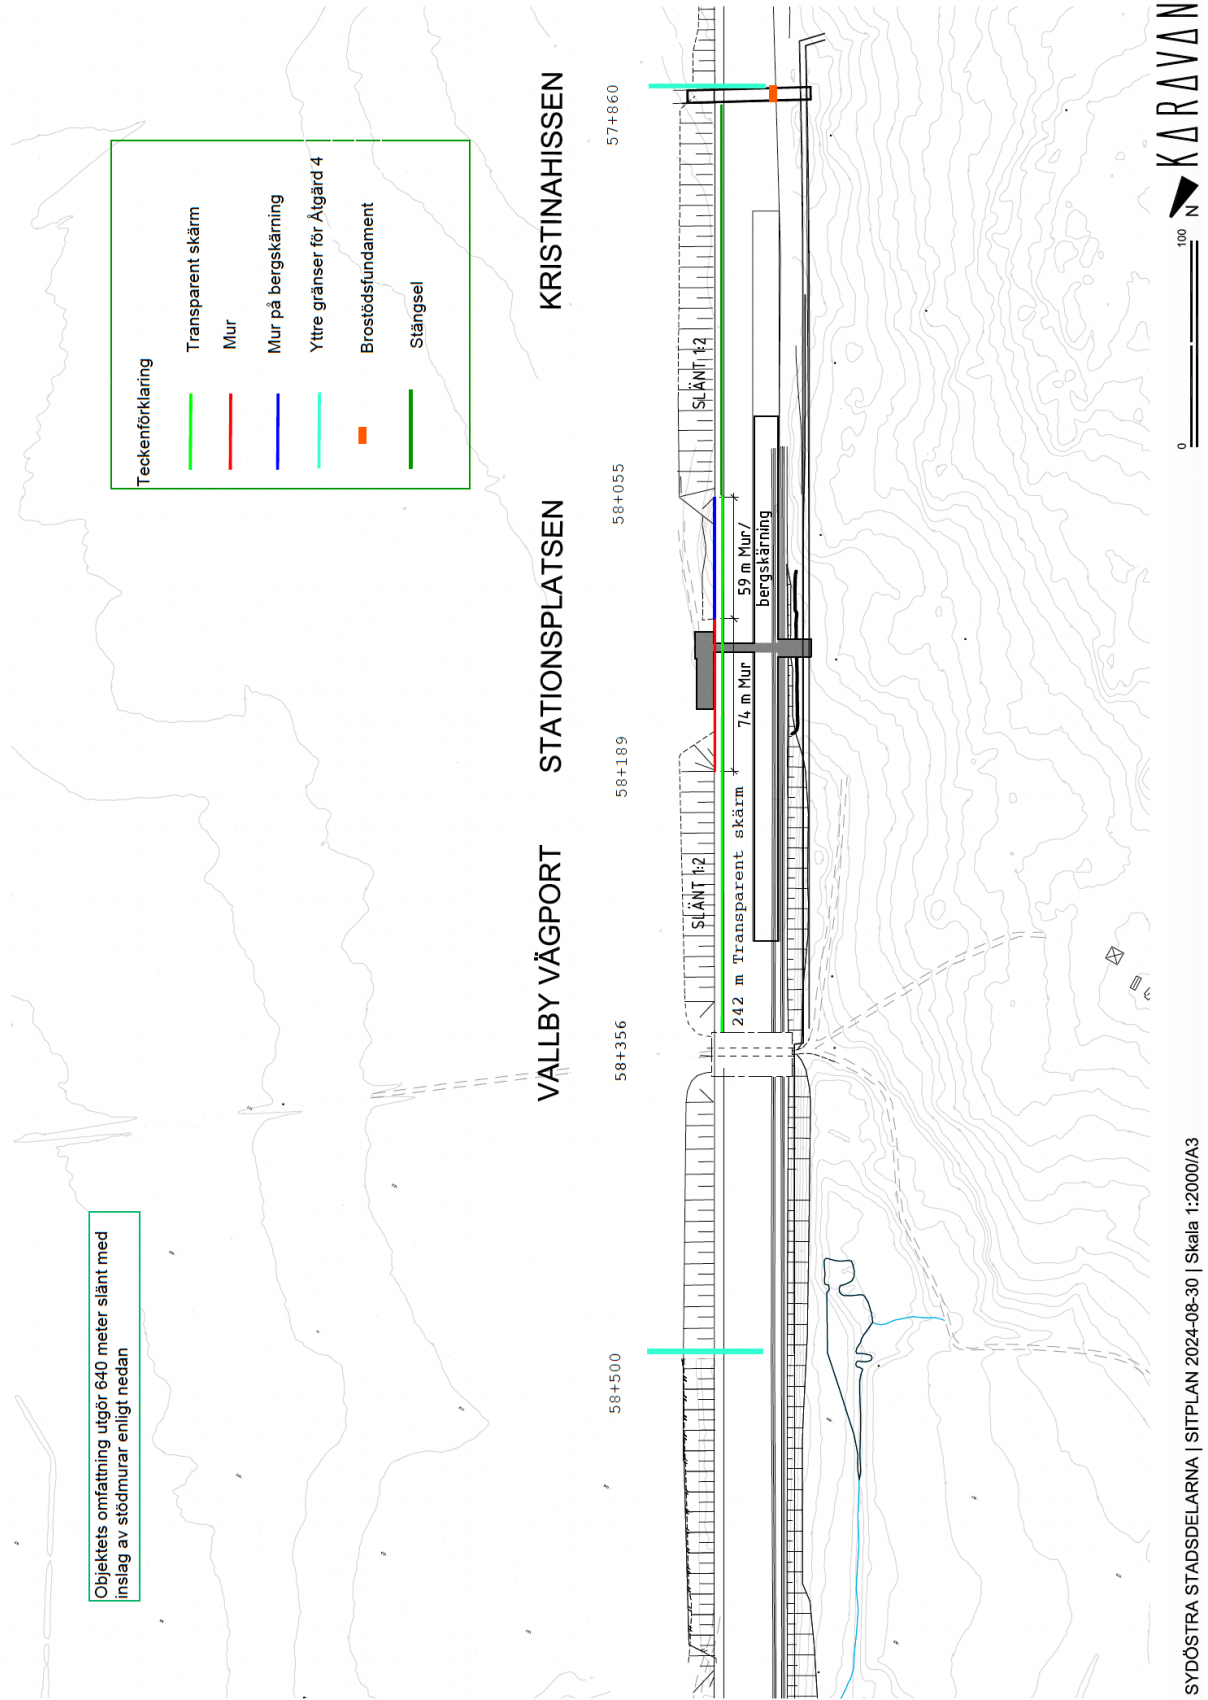 Objektets omfattning utgör 640 meter slänt med
inslag av stödmurar enligt nedan
Teckenförklaring
Transparent skärm
Mur
Mur på bergskärning
Yttre gränser för Åtgärd 4
Brostödsfundament
Stängsel
VALLBY VÄGPORT
STATIONSPLATSEN
KRISTINAHISSEN
58+500
58+356
58+189
58+055
57+860
SLÄNT 1:2
SLÄNT 1:2
242 m Transparent skärm
74 m Mur
59 m Mur/
bergskärning
SYDÖSTRA STADSDELARNA | SITPLAN 2024-08-30 | Skala 1:2000/A3
0
100
N
KARAVAN